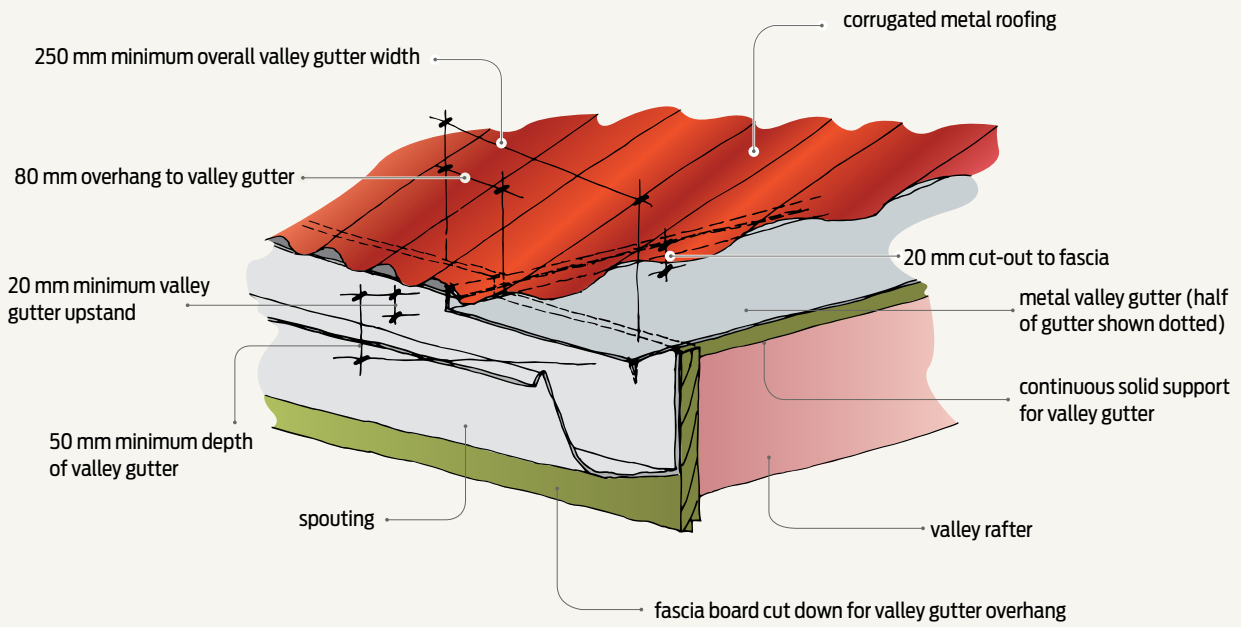 corrugated metal roofing
250 mm minimum overall valley gutter width
80 mm overhang to valley gutter
20 mm cut-out to fascia
20 mm minimum valley
gutter upstand
metal valley gutter (half
of gutter shown dotted)
continuous solid support
for valley gutter
50 mm minimum depth
of valley gutter
spouting
valley rafter
fascia board cut down for valley gutter overhang